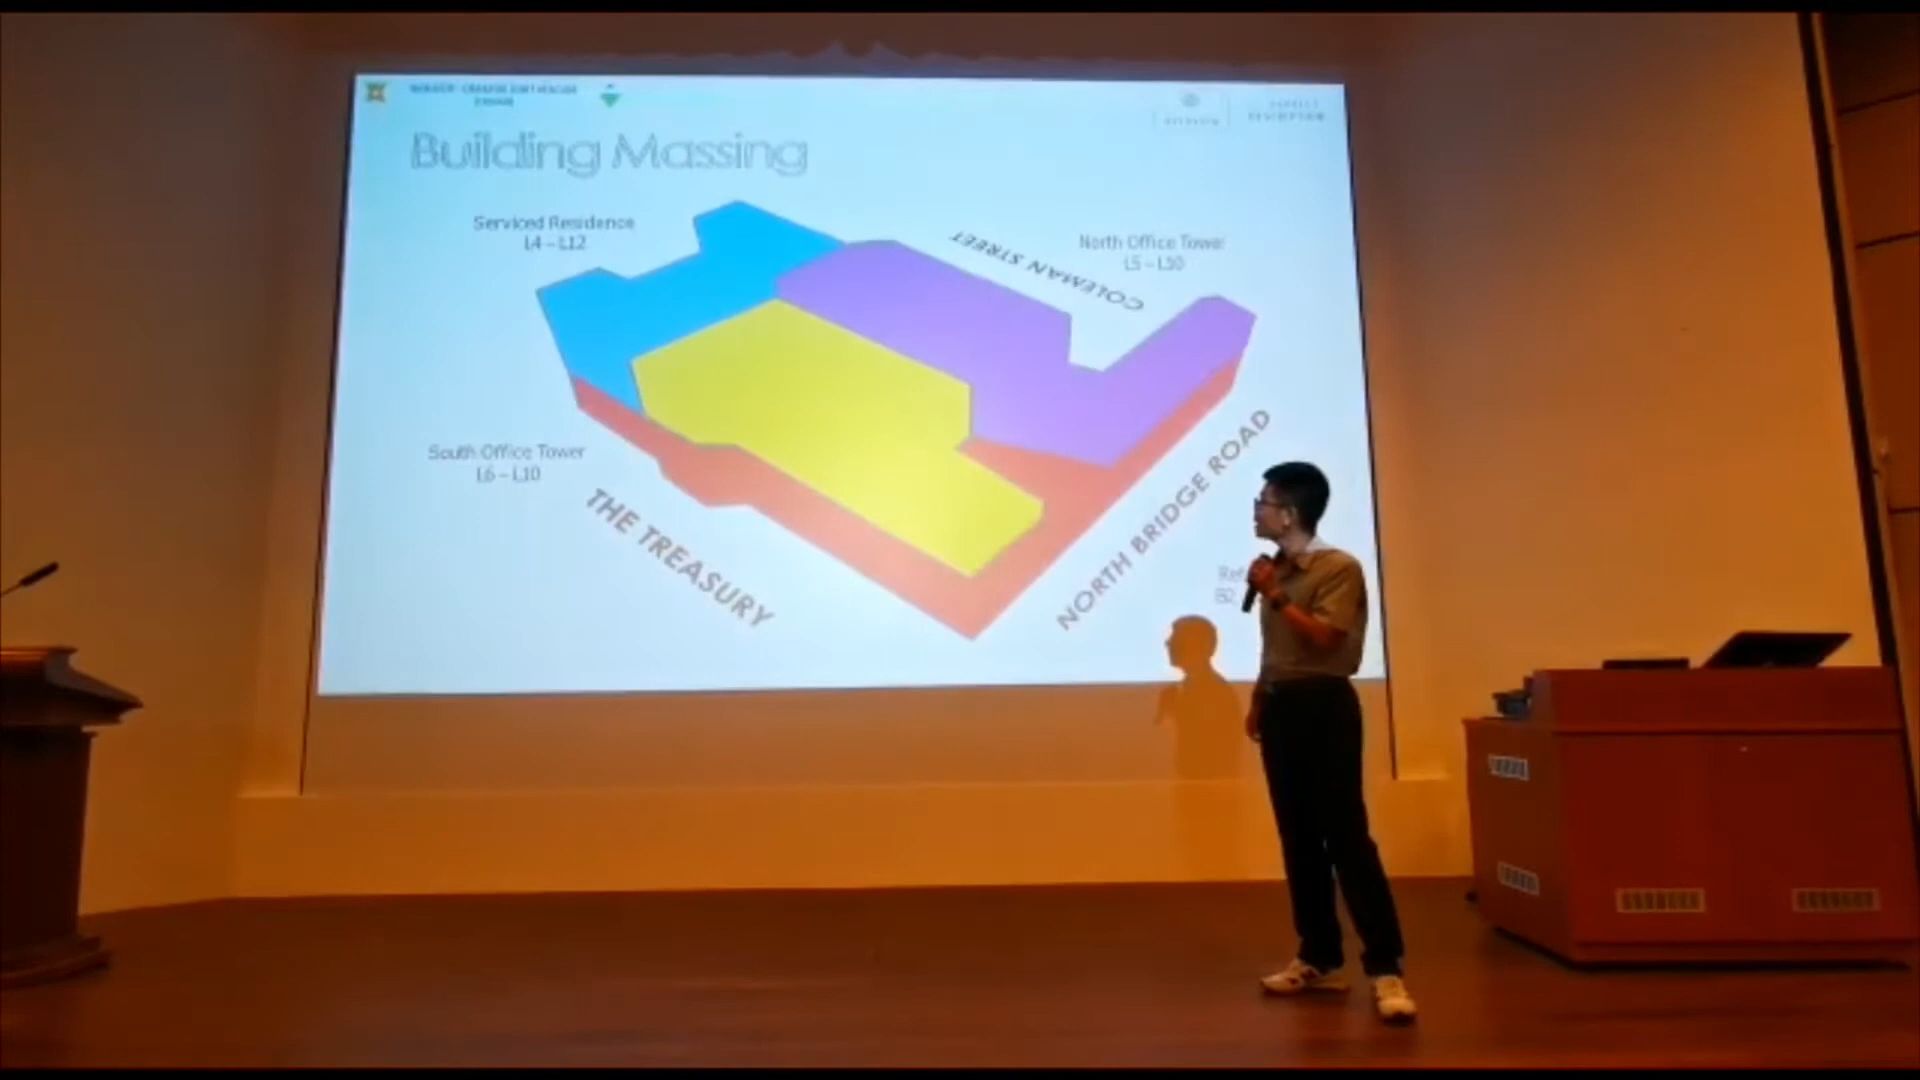 Building Massing
Serviced Residence
L4 – L12
North Office Tower
L5 – L10
COLEMAN STREET
South Office Tower
L6 – L10
THE TREASURY
NORTH BRIDGE ROAD
B2